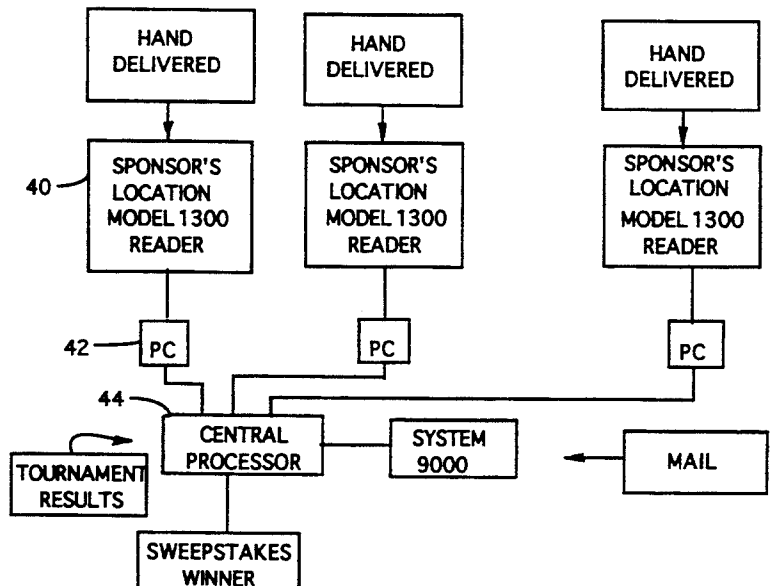 HAND
DELIVERED
HAND
DELIVERED
HAND
DELIVERED
40
SPONSOR'S
LOCATION
MODEL 1300
READER
SPONSOR'S
LOCATION
MODEL 1300
READER
SPONSOR'S
LOCATION
MODEL 1300
READER
42
PC
PC
PC
44
CENTRAL
PROCESSOR
SYSTEM
9000
MAIL
TOURNAMENT
RESULTS
SWEEPSTAKES
WINNER